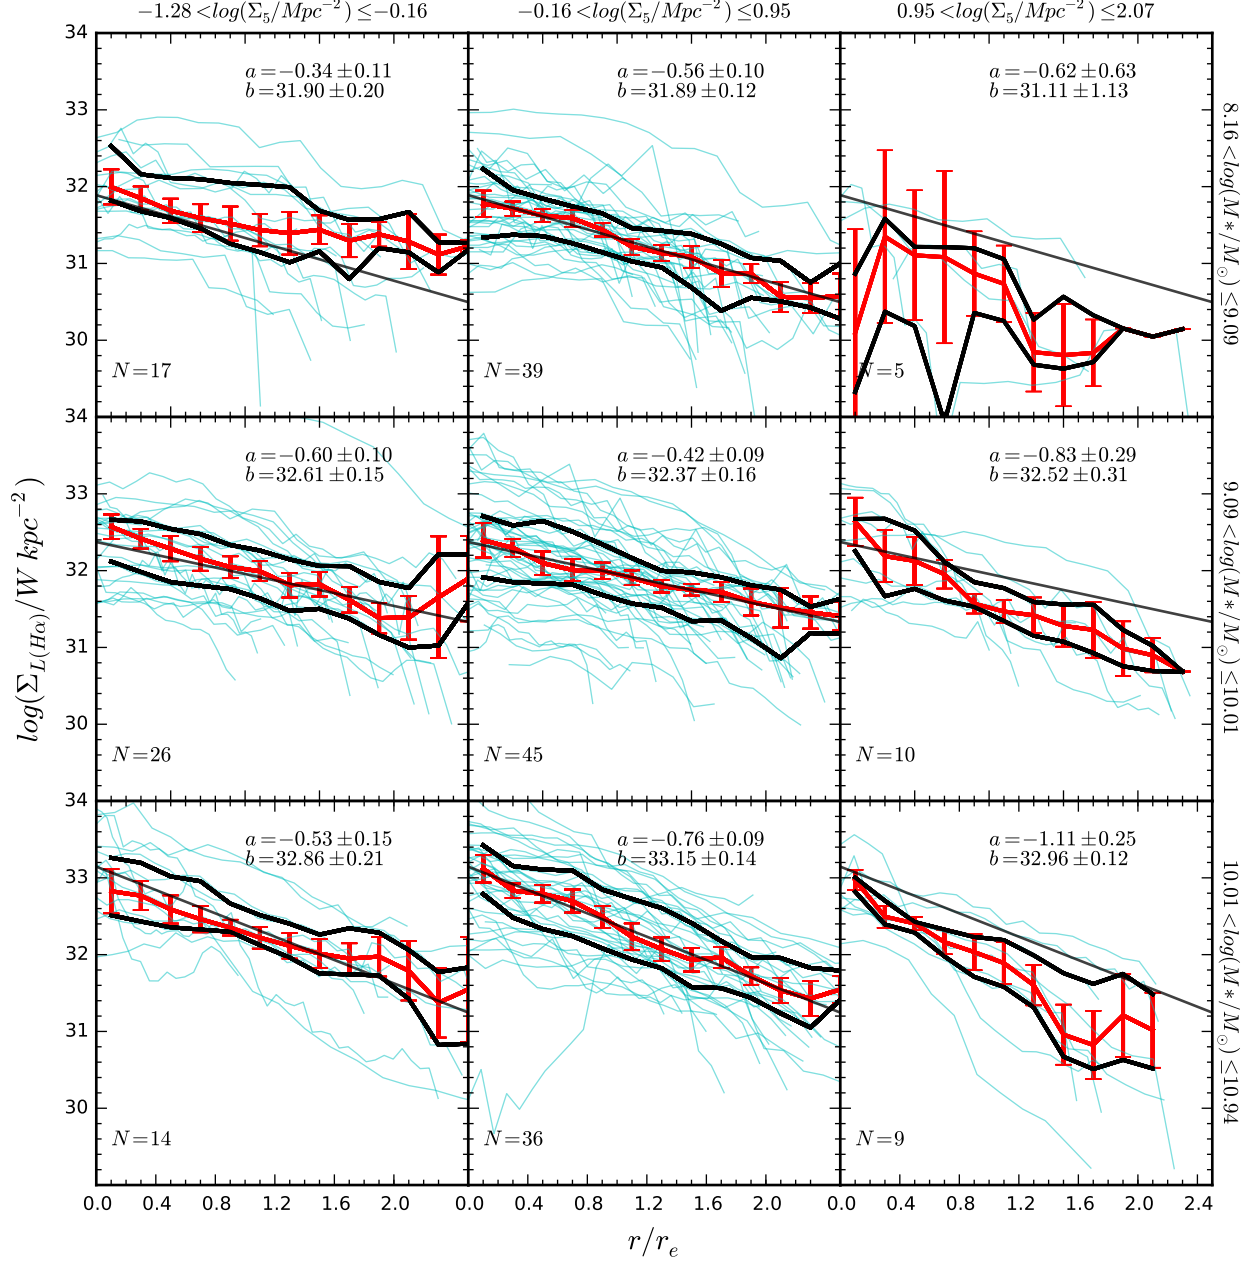 −1.28 <log(Σ₅/Mpc⁻²) ≤−0.16
−0.16 <log(Σ₅/Mpc⁻²) ≤0.95
0.95 <log(Σ₅/Mpc⁻²) ≤2.07
34
33
32
31
30
a=−0.34±0.11
b=31.90±0.20
N=17
a=−0.56±0.10
b=31.89±0.12
N=39
a=−0.62±0.63
b=31.11±1.13
N=5
8.16 <log(M∗/M☉) ≤9.09
34
33
32
31
30
a=−0.60±0.10
b=32.61±0.15
N=26
a=−0.42±0.09
b=32.37±0.16
N=45
a=−0.83±0.29
b=32.52±0.31
N=10
9.09 <log(M∗/M☉) ≤10.01
log(Σ_{L(Hα)}/W kpc⁻²)
34
33
32
31
30
a=−0.53±0.15
b=32.86±0.21
N=14
a=−0.76±0.09
b=33.15±0.14
N=36
a=−1.11±0.25
b=32.96±0.12
N=9
10.01 <log(M∗/M☉) ≤10.94
0.0 0.4 0.8 1.2 1.6 2.0 0.0 0.4 0.8 1.2 1.6 2.0 0.0 0.4 0.8 1.2 1.6 2.0 2.4
r/rₑ